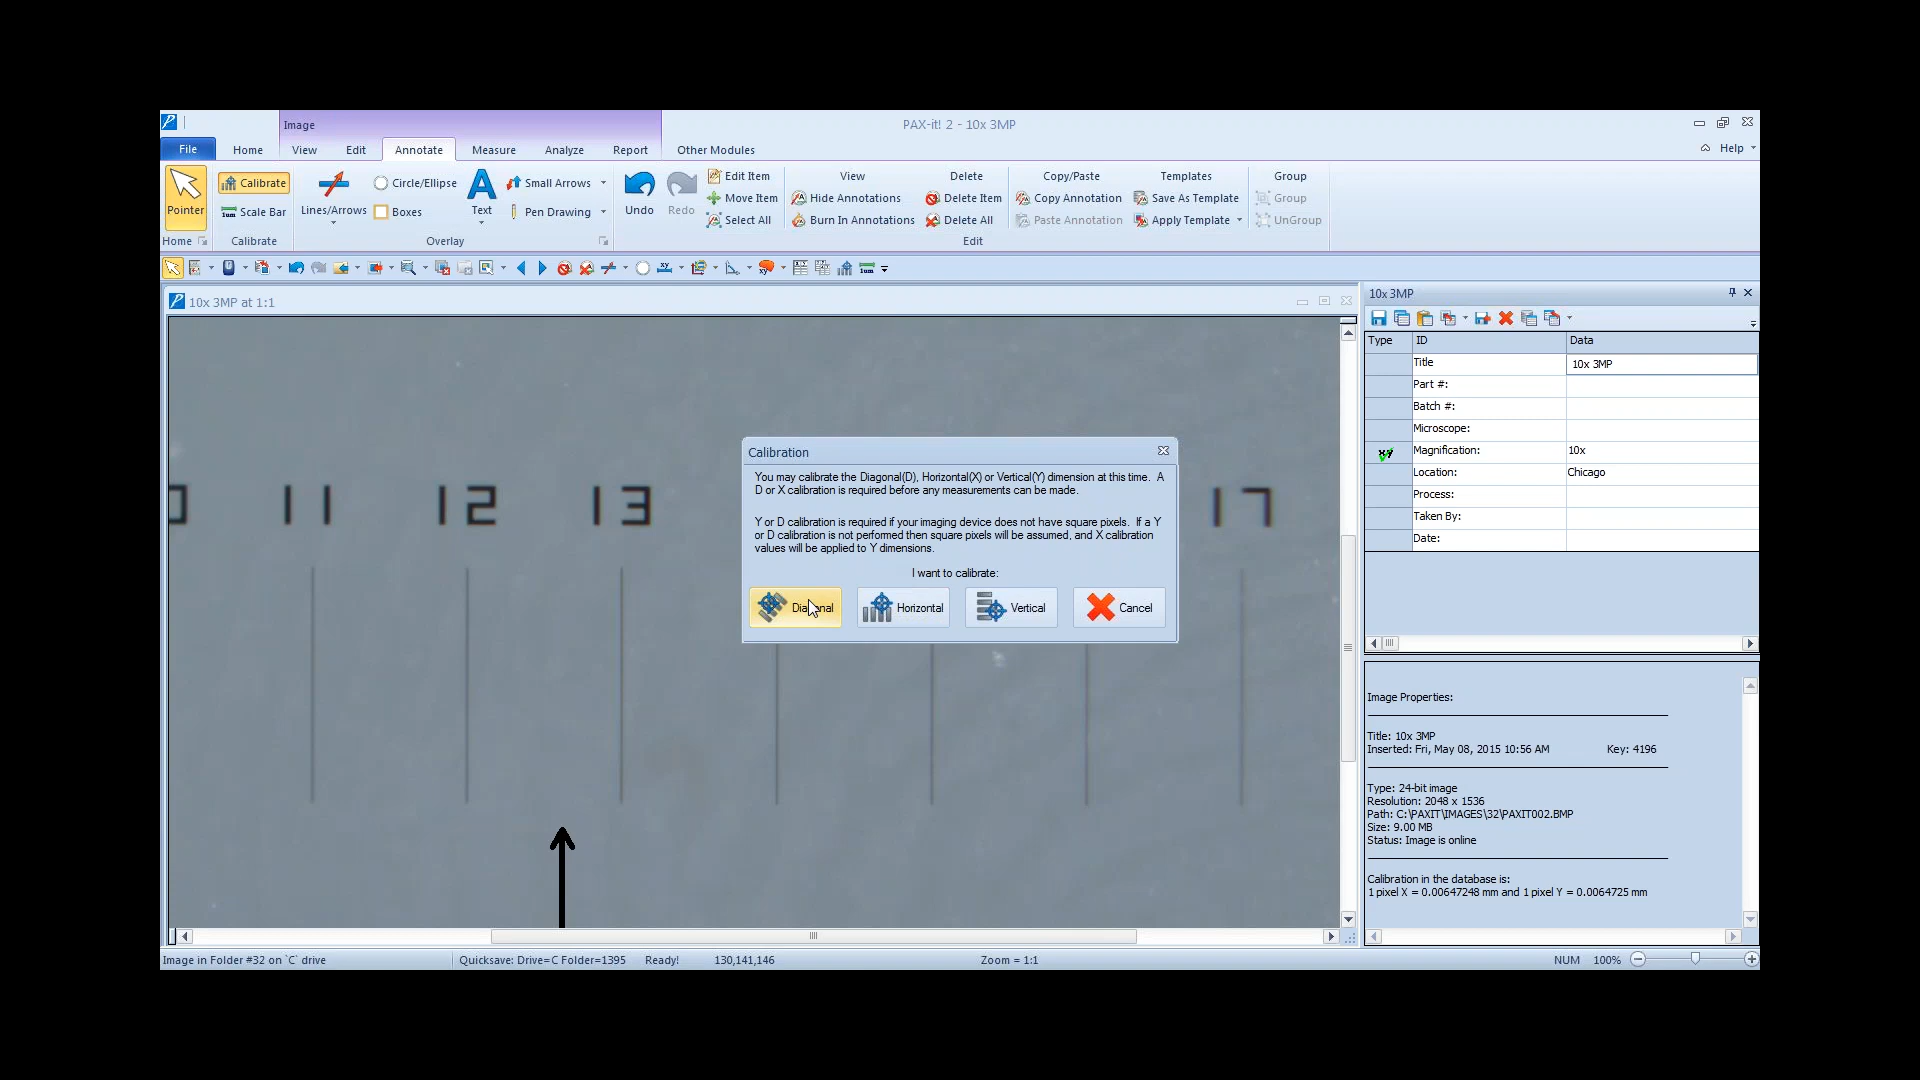 Image
PAX-it! 2 - 10x 3MP
File Home View Edit Annotate Measure Analyze Report Other Modules Help
Pointer
Calibrate
Scale Bar
Lines/Arrows
Circle/Ellipse
Boxes
Text
Small Arrows
Pen Drawing
Undo
Redo
Edit Item
Move Item
Select All
View
Hide Annotations
Burn In Annotations
Delete
Delete Item
Delete All
Copy/Paste
Copy Annotation
Paste Annotation
Templates
Save As Template
Apply Template
Group
Group
UnGroup
Home Calibrate Overlay Edit
10x 3MP at 1:1
11 12 13 17
Calibration
You may calibrate the Diagonal(D), Horizontal(X) or Vertical(Y) dimension at this time. A
D or X calibration is required before any measurements can be made.
Y or D calibration is required if your imaging device does not have square pixels. If a Y
or D calibration is not performed then square pixels will be assumed, and X calibration
values will be applied to Y dimensions.
I want to calibrate:
Diagonal Horizontal Vertical Cancel
10x 3MP
Type ID Data
Title 10x 3MP
Part #:
Batch #:
Microscope:
Magnification: 10x
Location: Chicago
Process:
Taken By:
Date:
Image Properties:
Title: 10x 3MP
Inserted: Fri, May 08, 2015 10:56 AM Key: 4196
Type: 24-bit image
Resolution: 2048 x 1536
Path: C:\PAXIT\IMAGES\32\PAXIT002.BMP
Size: 9.00 MB
Status: Image is online
Calibration in the database is:
1 pixel X = 0.00647248 mm and 1 pixel Y = 0.0064725 mm
Image in Folder #32 on `C` drive Quicksave: Drive=C Folder=1395 Ready! 130,141,146 Zoom = 1:1 NUM 100%